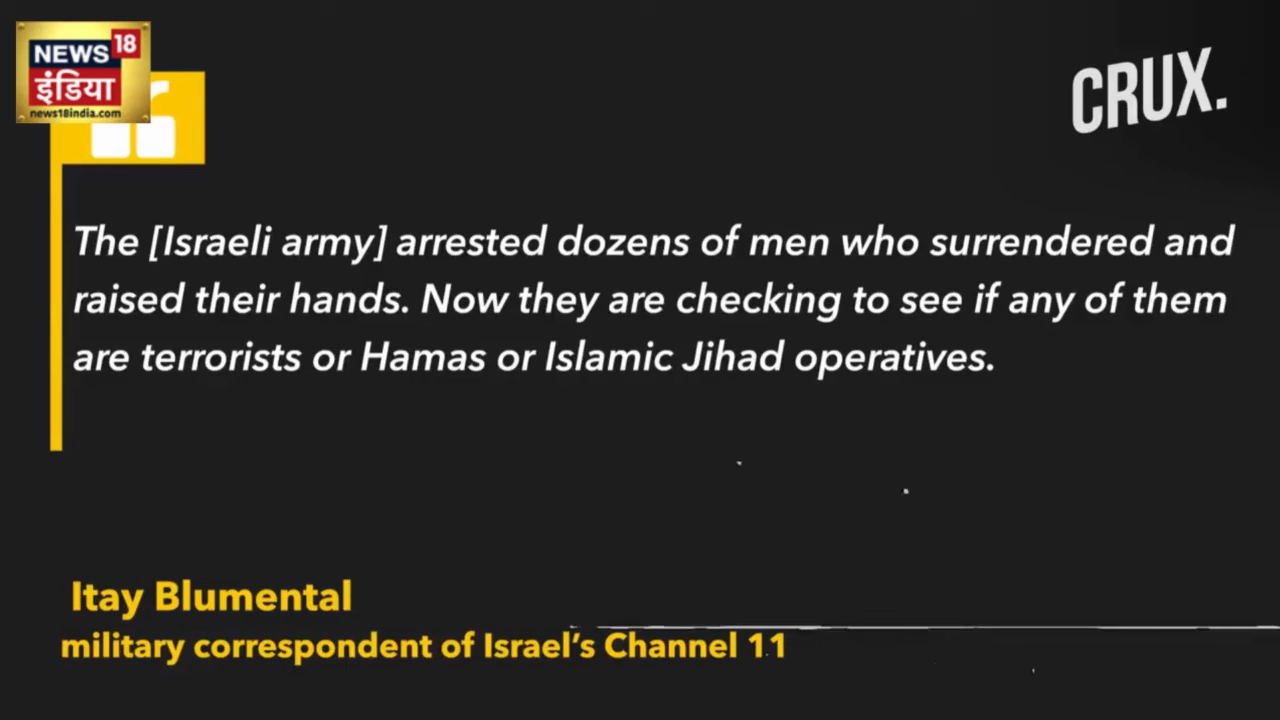 NEWS 18
इंडिया
news18india.com
CRUX.
The [Israeli army] arrested dozens of men who surrendered and
raised their hands. Now they are checking to see if any of them
are terrorists or Hamas or Islamic Jihad operatives.
Itay Blumental
military correspondent of Israel's Channel 11